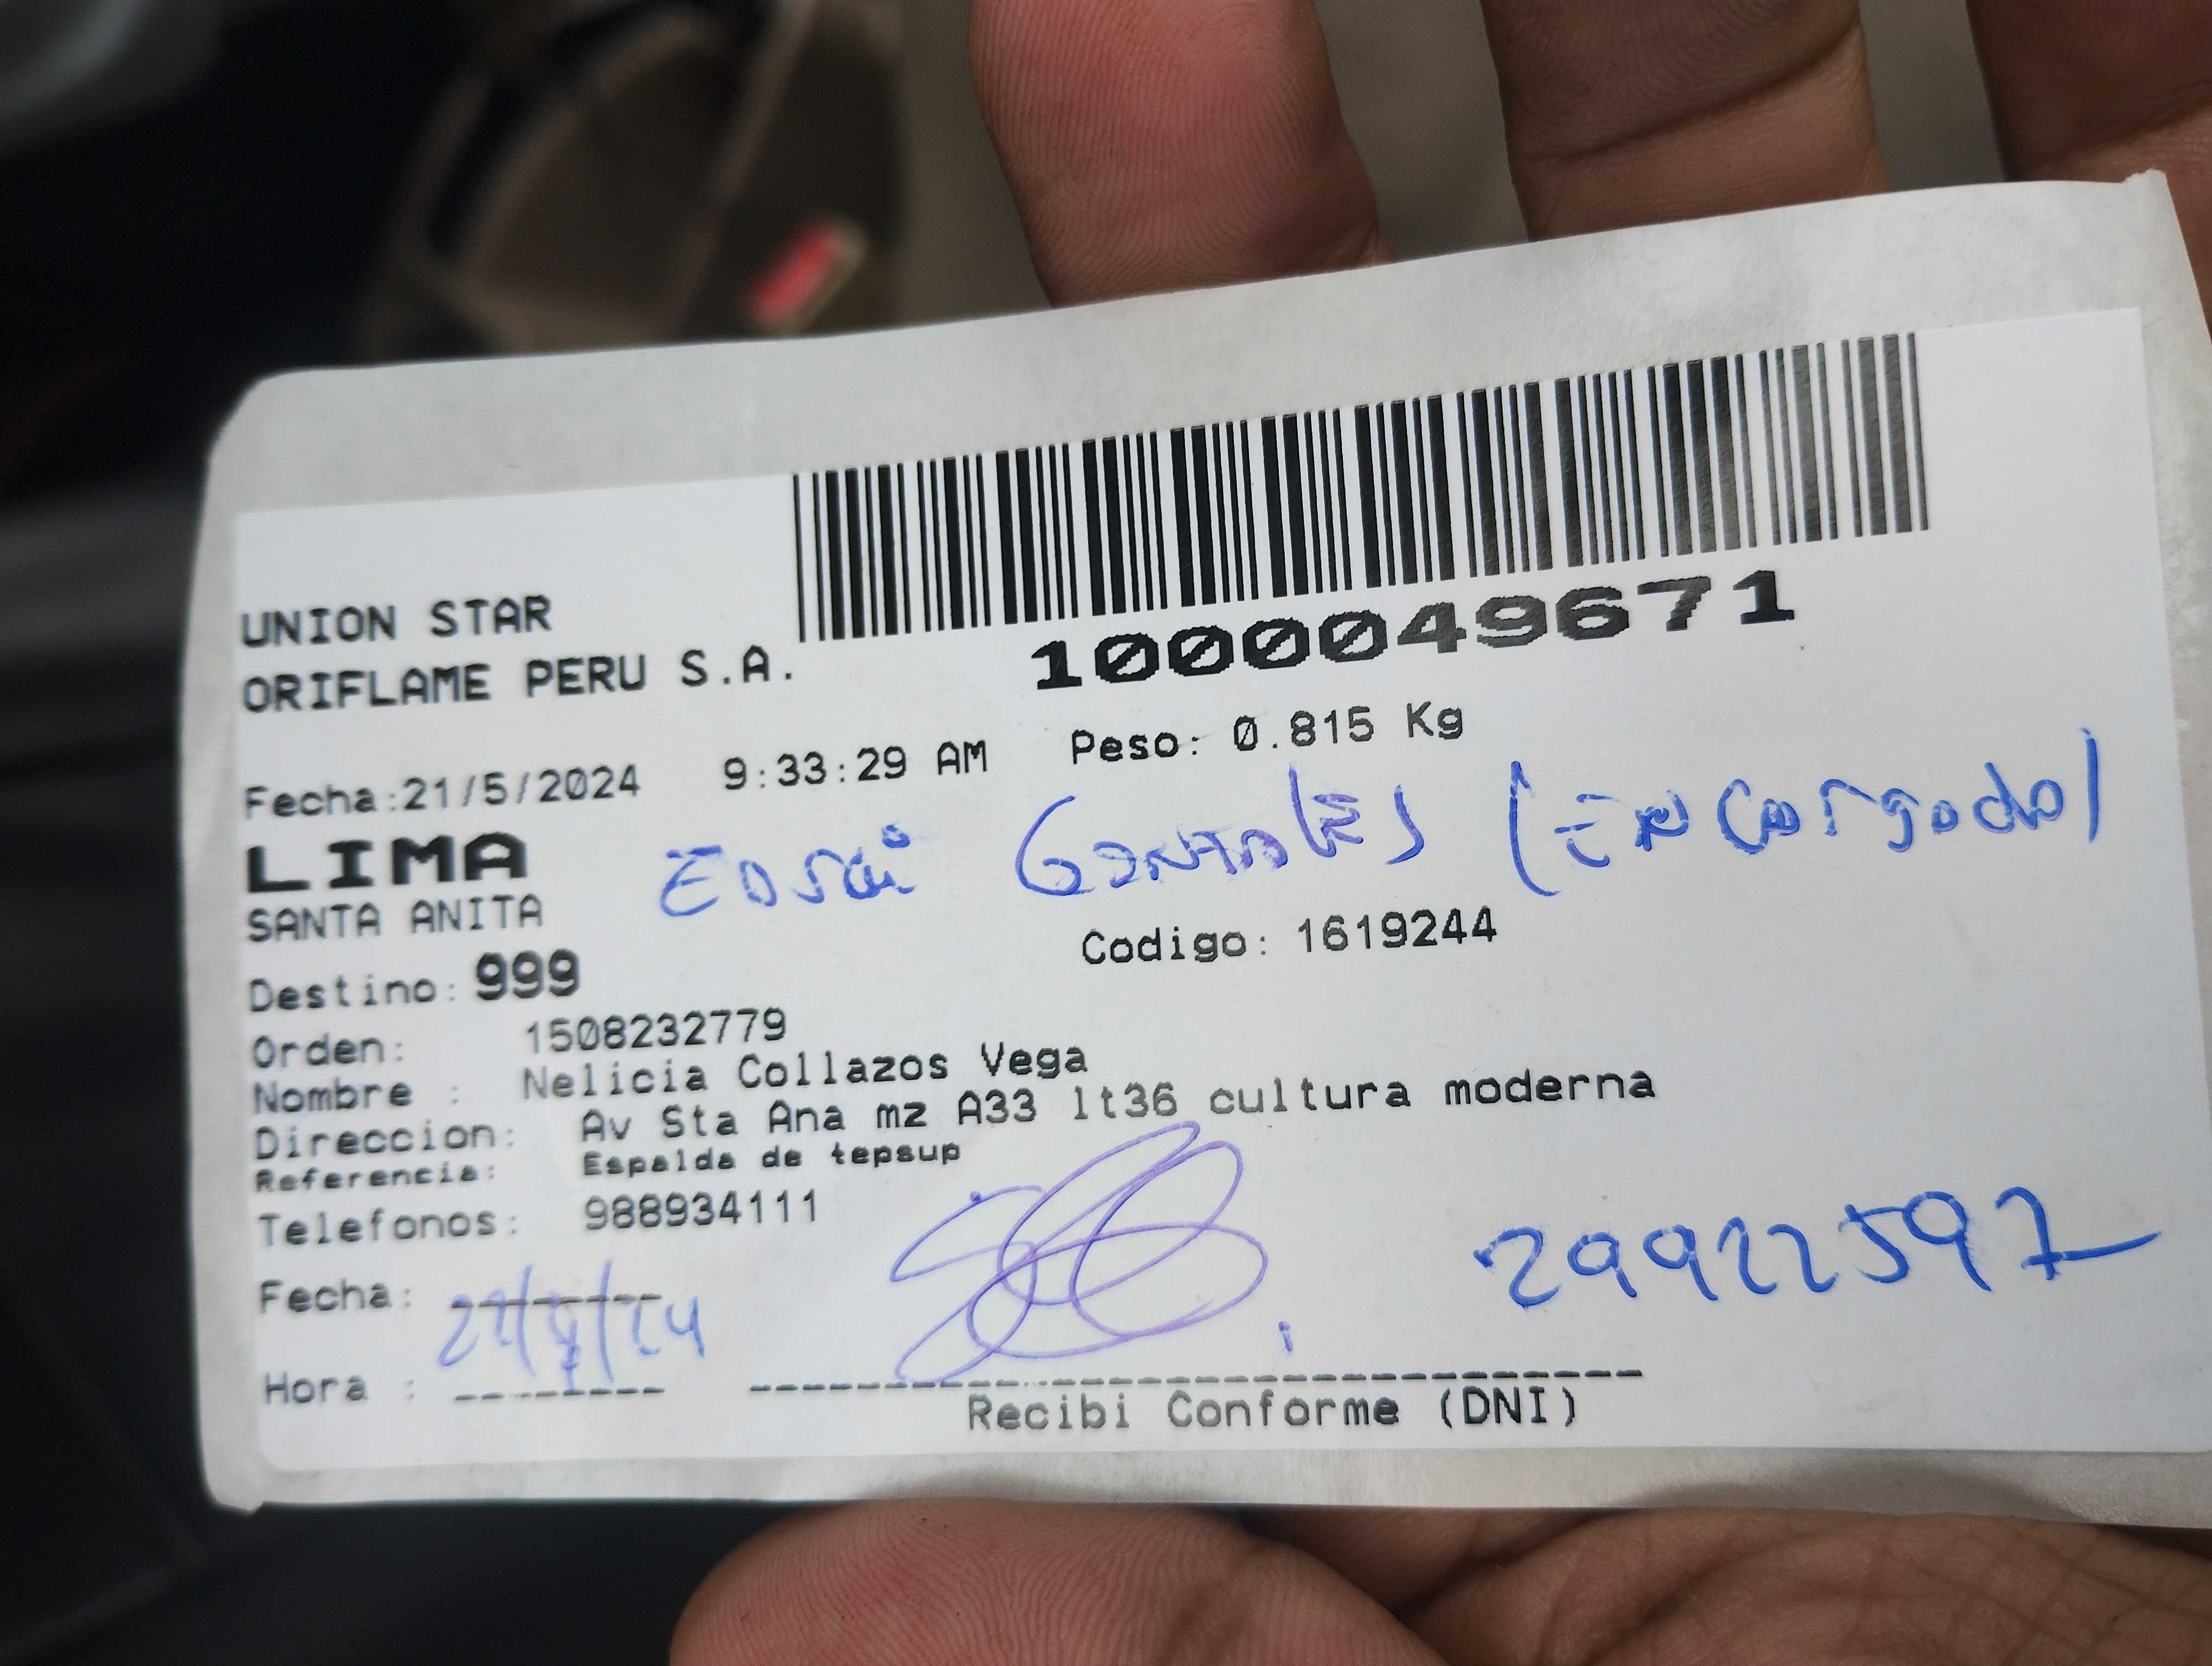 UNION STAR
ORIFLAME PERU S.A.
1000049671
Fecha:21/5/2024 9:33:29 AM Peso: 0.815 Kg
LIMA
(Encargado)
SANTA ANITA
Codigo: 1619244
Destino: 999
Orden: 1508232779
Nombre : Nelicia Collazos Vega
Direccion: Av Sta Ana mz A33 lt36 cultura moderna
Referencia: Espalda de tepsup
Telefonos: 988934111
29922597
Fecha:
Hora :
Recibi Conforme (DNI)